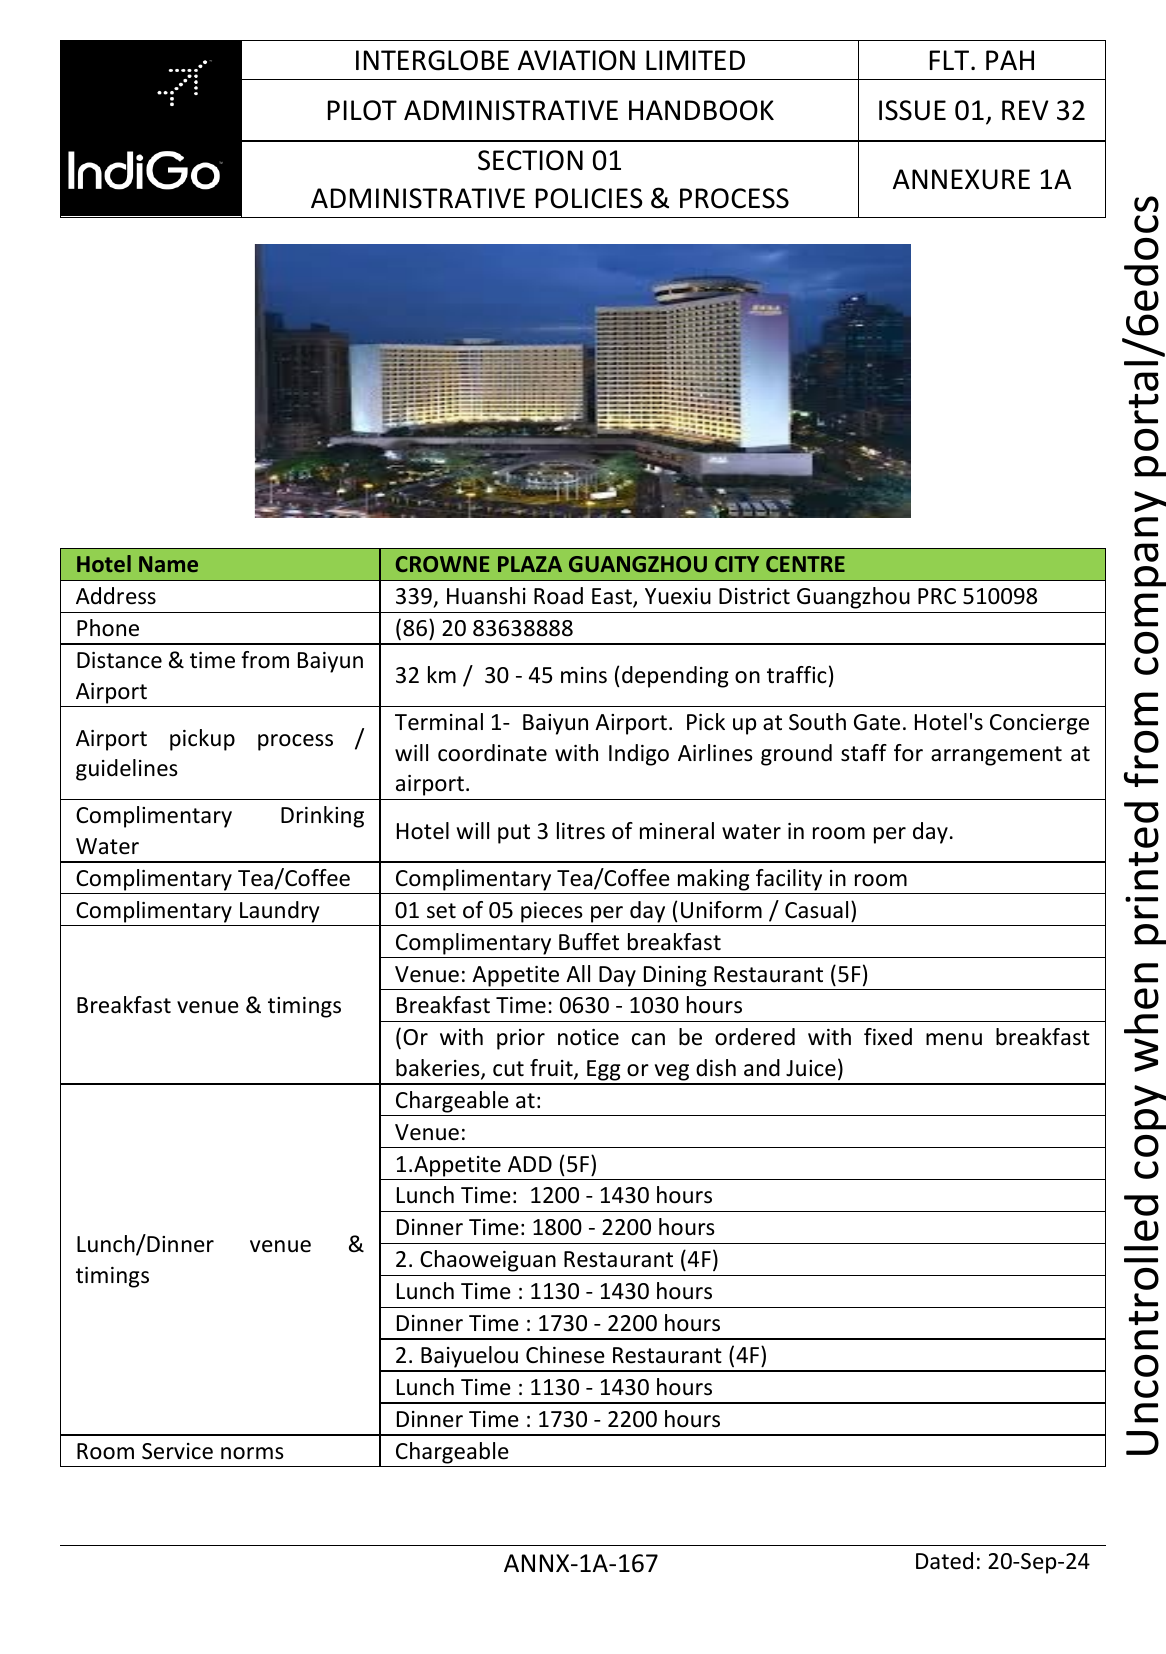 IndiGo
INTERGLOBE AVIATION LIMITED
FLT. PAH
PILOT ADMINISTRATIVE HANDBOOK
ISSUE 01, REV 32
SECTION 01
ADMINISTRATIVE POLICIES & PROCESS
ANNEXURE 1A
Hotel Name
CROWNE PLAZA GUANGZHOU CITY CENTRE
Address
339, Huanshi Road East, Yuexiu District Guangzhou PRC 510098
Phone
(86) 20 83638888
Distance & time from Baiyun
Airport
32 km /  30 - 45 mins (depending on traffic)
Airport pickup process /
guidelines
Terminal 1-  Baiyun Airport.  Pick up at South Gate. Hotel's Concierge
will coordinate with Indigo Airlines ground staff for arrangement at
airport.
Complimentary Drinking
Water
Hotel will put 3 litres of mineral water in room per day.
Complimentary Tea/Coffee
Complimentary Tea/Coffee making facility in room
Complimentary Laundry
01 set of 05 pieces per day (Uniform / Casual)
Breakfast venue & timings
Complimentary Buffet breakfast
Venue: Appetite All Day Dining Restaurant (5F)
Breakfast Time: 0630 - 1030 hours
(Or with prior notice can be ordered with fixed menu breakfast
bakeries, cut fruit, Egg or veg dish and Juice)
Lunch/Dinner venue &
timings
Chargeable at:
Venue:
1.Appetite ADD (5F)
Lunch Time:  1200 - 1430 hours
Dinner Time: 1800 - 2200 hours
2. Chaoweiguan Restaurant (4F)
Lunch Time : 1130 - 1430 hours
Dinner Time : 1730 - 2200 hours
2. Baiyuelou Chinese Restaurant (4F)
Lunch Time : 1130 - 1430 hours
Dinner Time : 1730 - 2200 hours
Room Service norms
Chargeable
ANNX-1A-167
Dated: 20-Sep-24
Uncontrolled copy when printed from company portal/6edocs